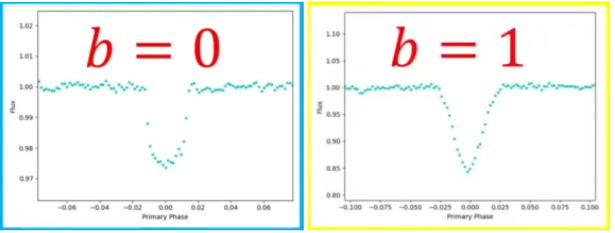 b = 0
1.02
1.01
1.00
0.99
0.98
0.97
Flux
−0.06 −0.04 −0.02 0.00 0.02 0.04 0.06
Primary Phase
b = 1
1.10
1.05
1.00
0.95
0.90
0.85
0.80
Flux
−0.100 −0.075 −0.050 −0.025 0.000 0.025 0.050 0.075 0.100
Primary Phase